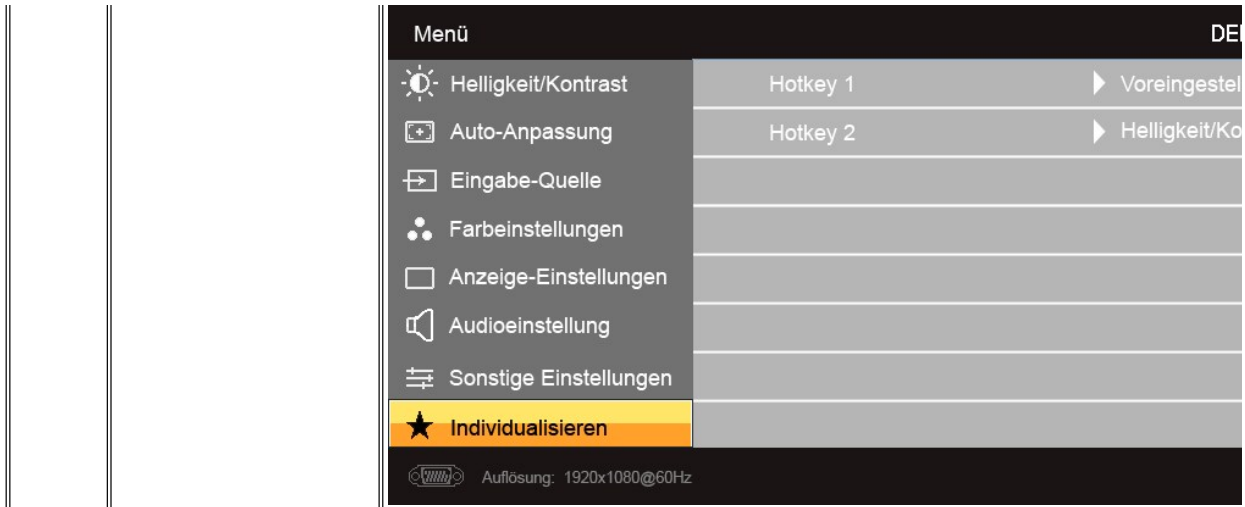 Menü DEL
Helligkeit/Kontrast Hotkey 1 Voreingestel
Auto-Anpassung Hotkey 2 Helligkeit/Ko
Eingabe-Quelle
Farbeinstellungen
Anzeige-Einstellungen
Audioeinstellung
Sonstige Einstellungen
Individualisieren
Auflösung: 1920x1080@60Hz